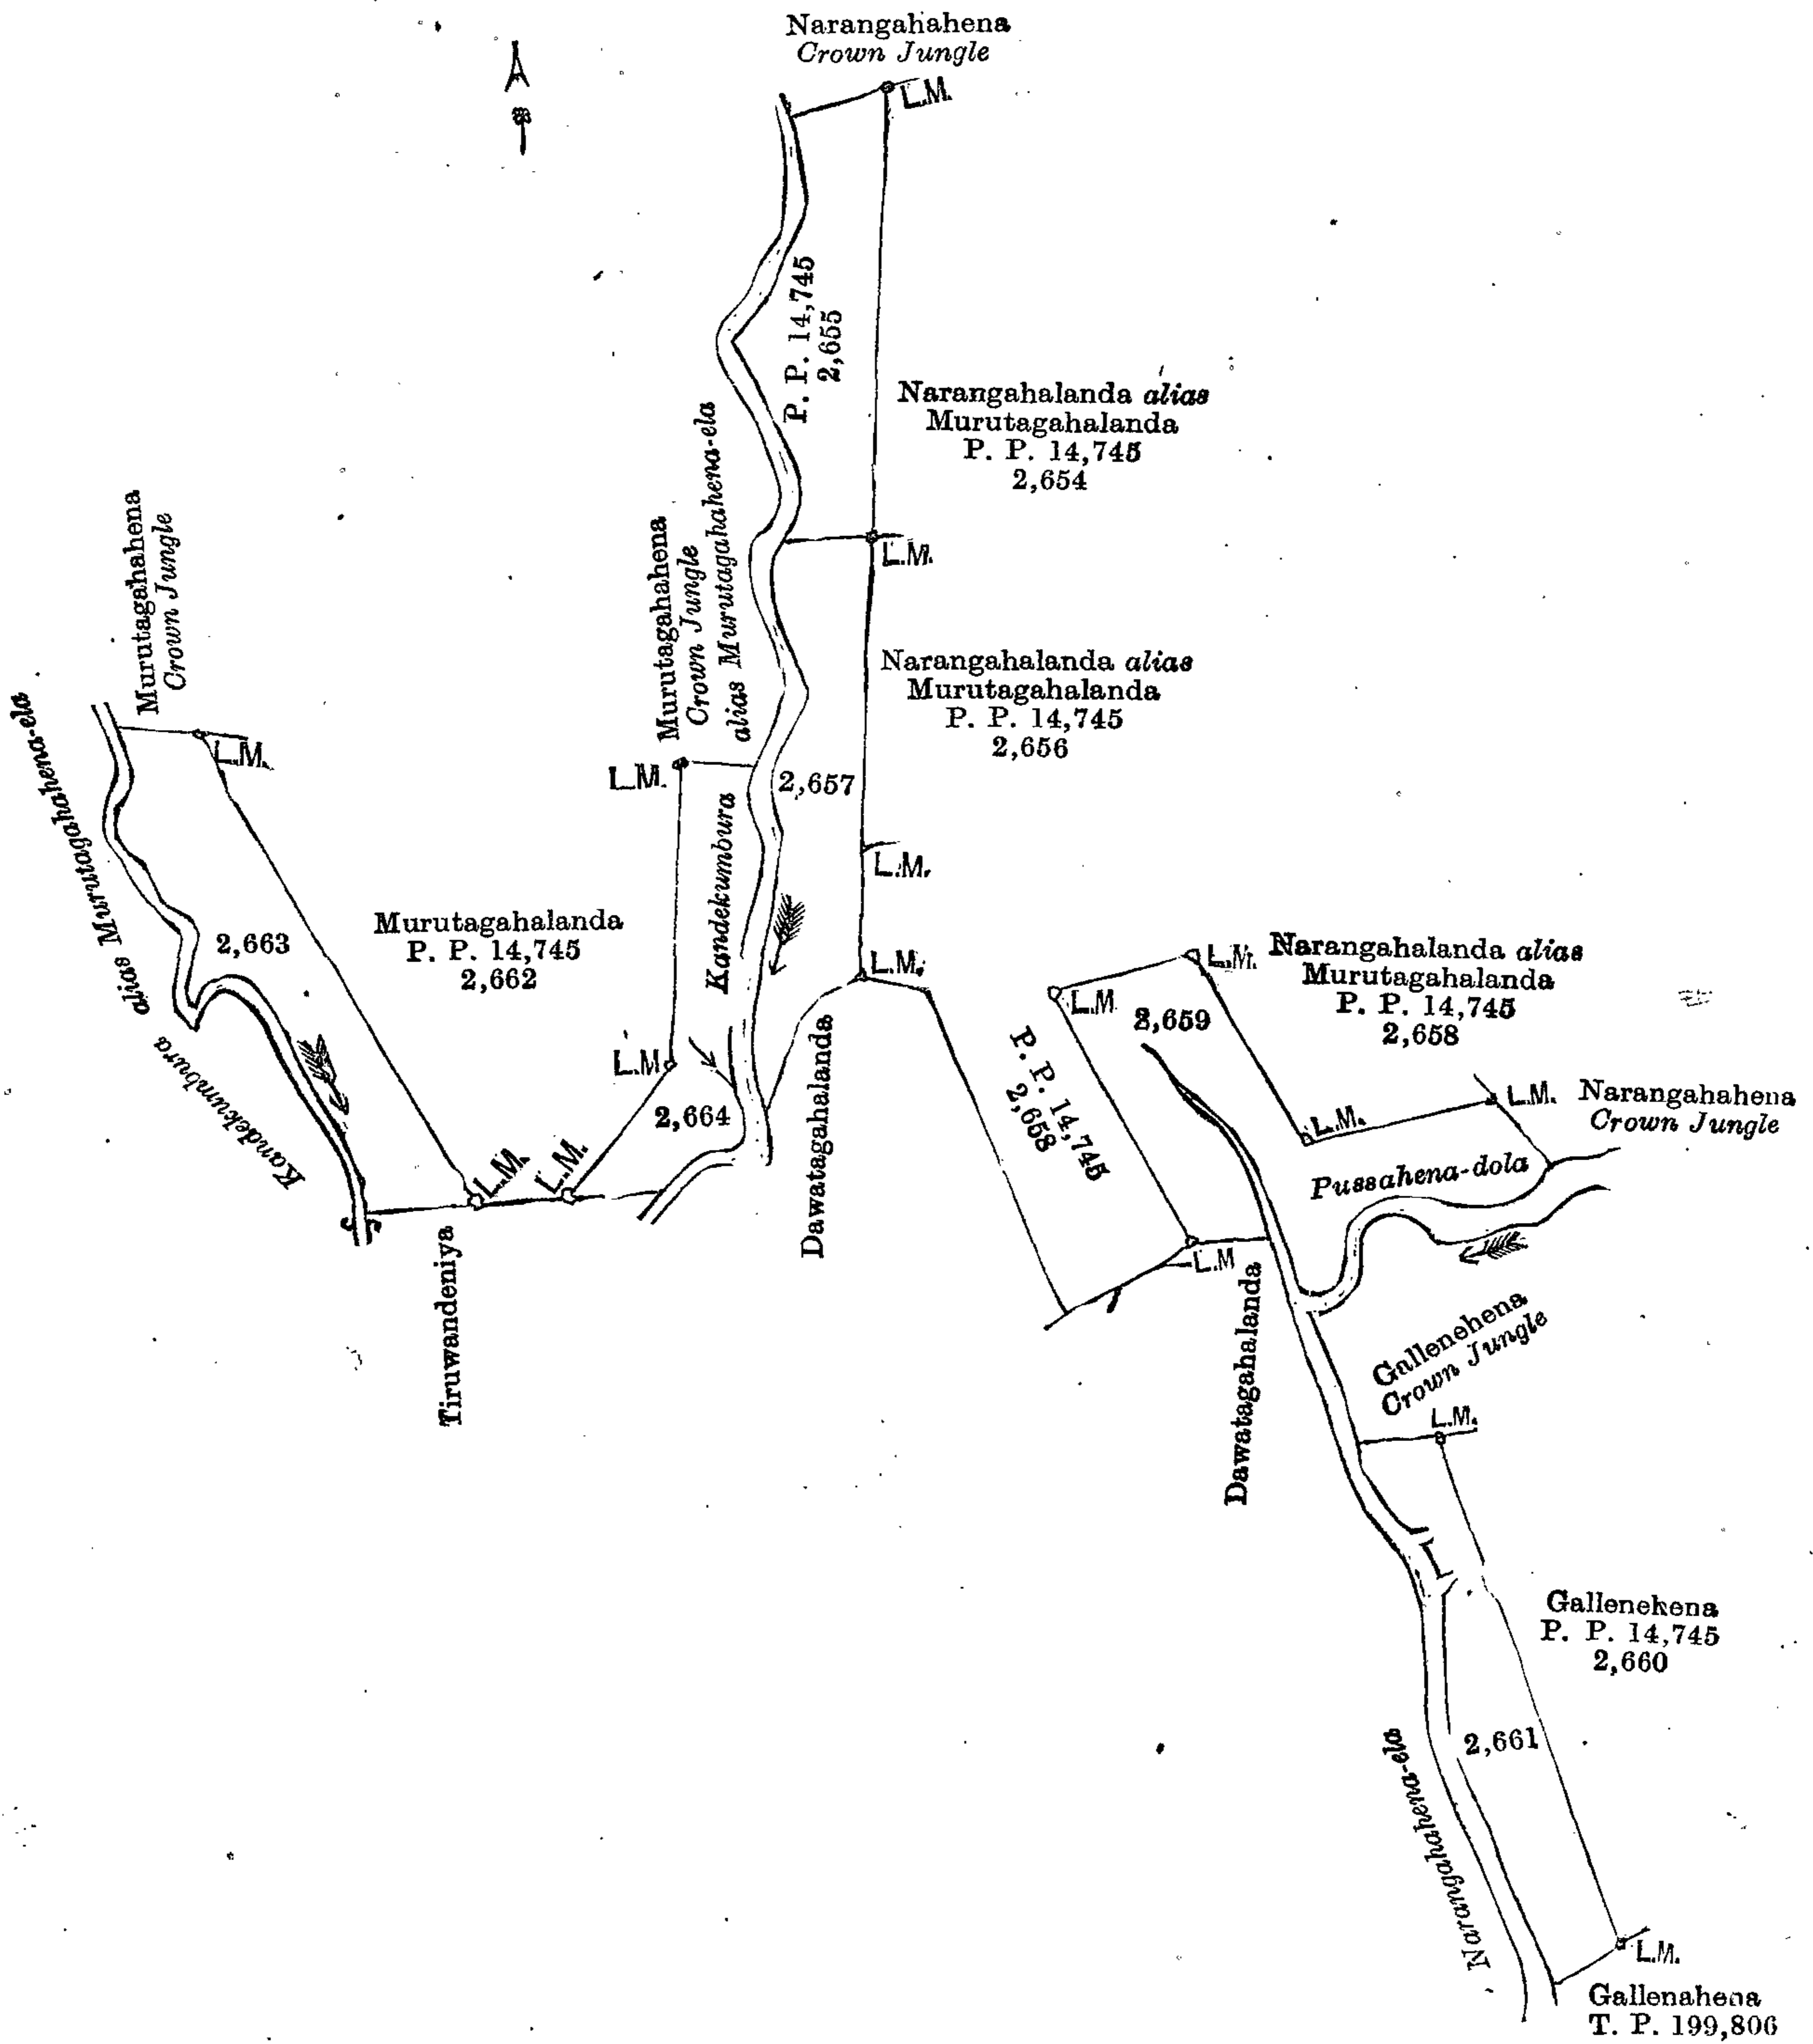 Narangahahena
Crown Jungle
L.M.
P. P. 14,745
2,655
Narangahalanda alias
Murutagahalanda
P. P. 14,745
2,654
L.M.
Murutagahahena
Crown Jungle
Murutagahahena
Crown Jungle
alias Murutagahahena-ela
Kandekumbura
Narangahalanda alias
Murutagahalanda
P. P. 14,745
2,656
alias Murutagahahena-ela
Kandekumbura
L.M.
L.M.
2,657
L.M.
2,663
Murutagahalanda
P. P. 14,745
2,662
L.M.
L.M.
2,664
L.M.
L.M.
Tiruwandeniya
Dawatagahalanda
L.M.
L.M.
2,659
Narangahalanda alias
Murutagahalanda
P. P. 14,745
2,658
P. P. 14,745
2,658
L.M.
L.M.
Narangahahena
Crown Jungle
Pussahena-dola
L.M
Dawatagahalanda
Gallenehena
Crown Jungle
L.M.
Gallenehena
P. P. 14,745
2,660
2,661
Narangahahena-ela
L.M.
Gallenahena
T. P. 199,806